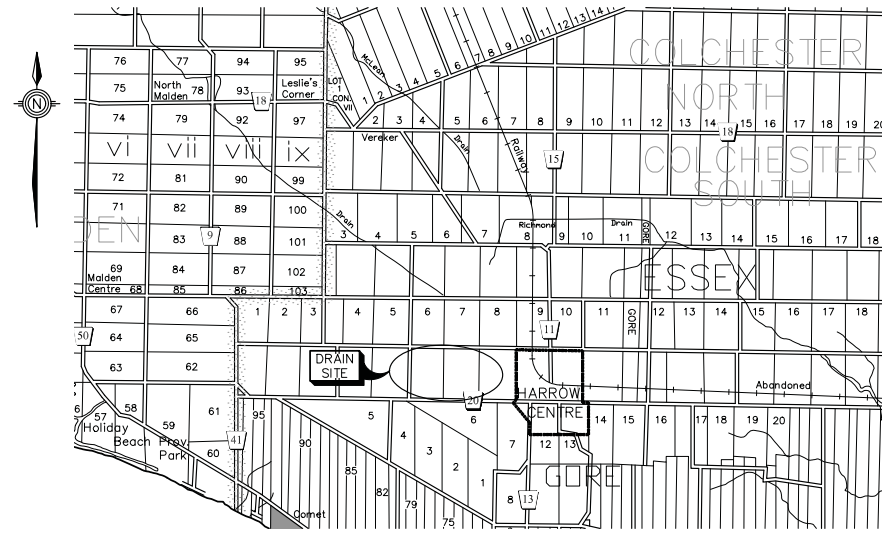 76 77 94 95
75 North Malden 78 93 18 Leslie's Corner
LOT 1 CON. VII
McLean
1 2 3 4 5 6 7 8 9 10 11 12 13 14
COLCHESTER
NORTH
74 79 92 97
Vereker
2 3 4 5 6 7 8 9 10 11 12 13 14 15 16 17 18 19 20
18
vi vii viii ix
Drain
Railway
15
COLCHESTER
SOUTH
72 81 90 99
71 82 89 100
Drain
DEN
9
83 88 101
3 4 5 6 7 8 9 10 11 GORE 12 13 14 15 16 17 18
Richmond Drain
N
69 84 87 102
Malden
Centre 68 85 86 103
ESSEX
67 66
1 2 3 4 5 6 7 8 9 10 11 12 13 14 15 16 17 18
GORE
50
64 65
11
63 62
DRAIN
SITE
Abandoned
HARROW
CENTRE
20
57 58 59 61
Holiday
Beach Prov.
Park
60
41
95 90 85 82 79 75
5 6
4 3 2 1
7 8
12 13 14 15 16 17 18 19 20
GORE
13
Comet